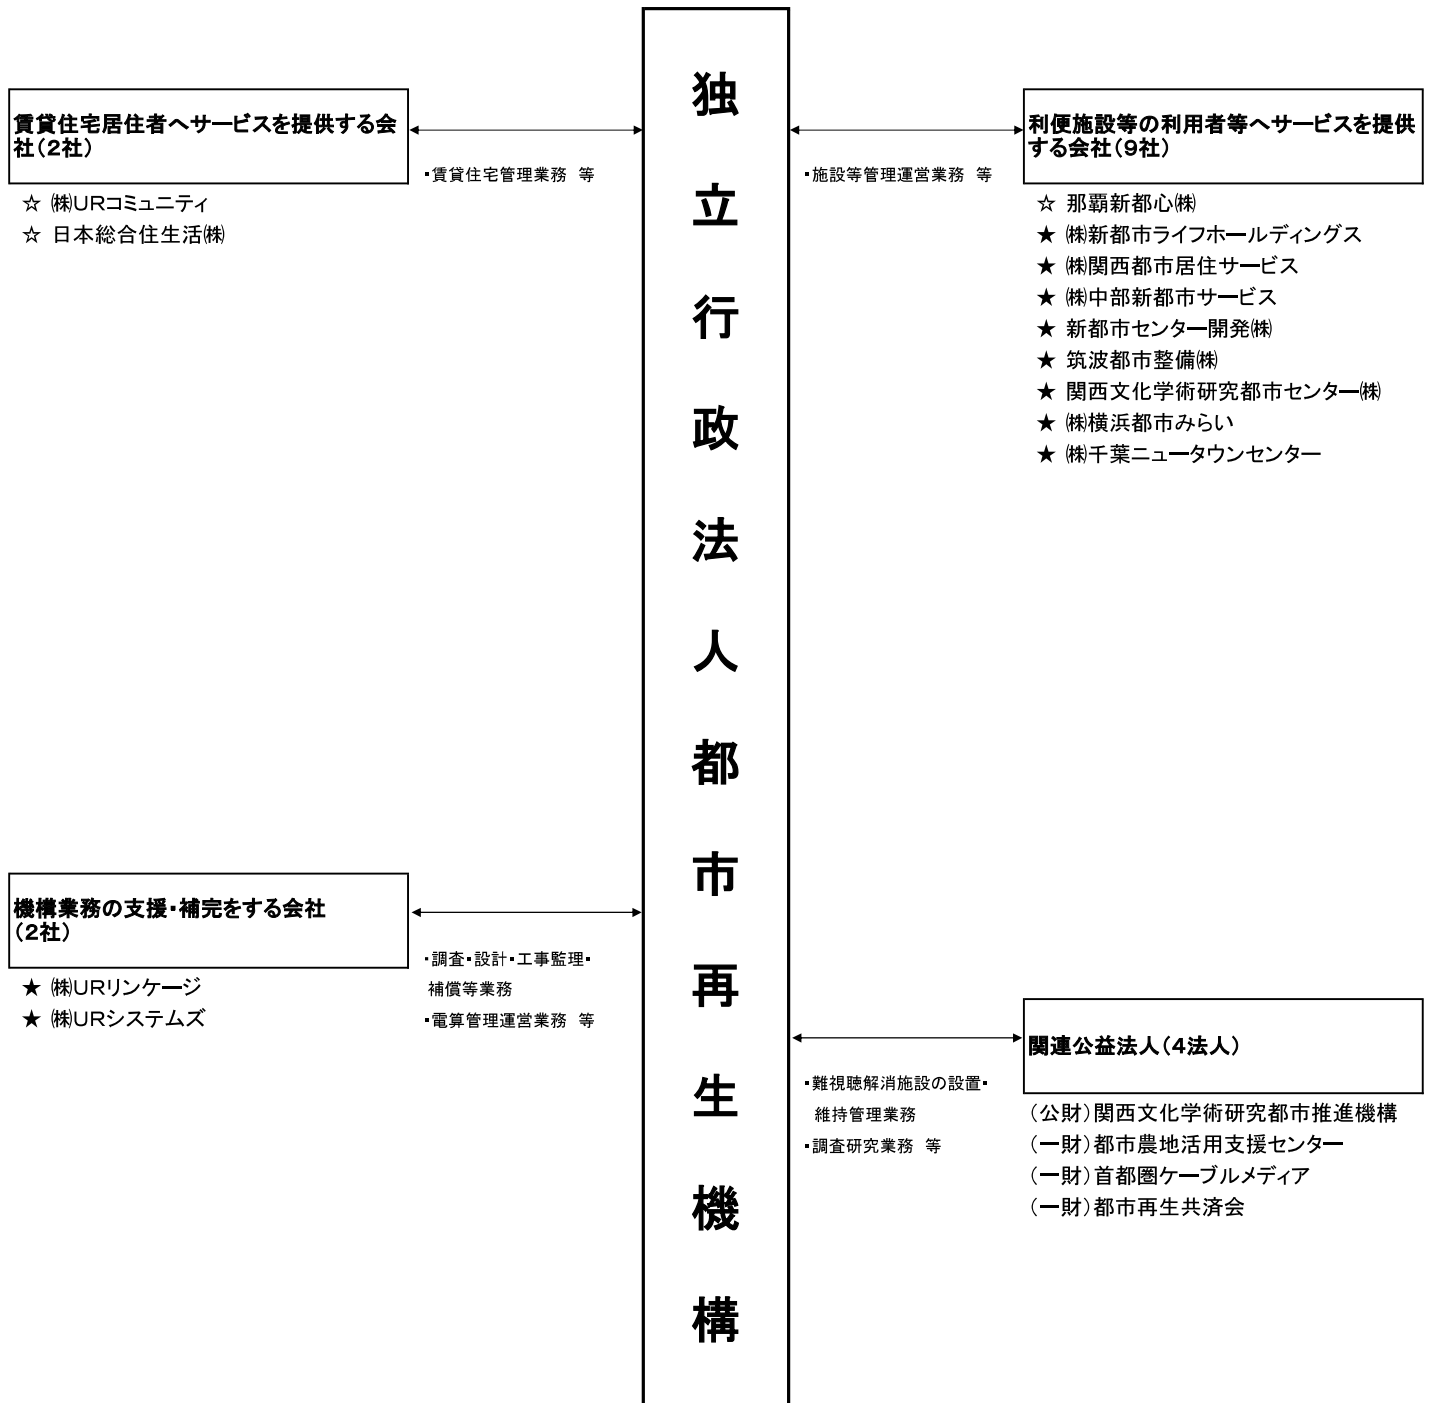 独立行政法人都市再生機構
賃貸住宅居住者へサービスを提供する会
社(2社)
・賃貸住宅管理業務　等
☆ ㈱URコミュニティ
☆ 日本総合住生活㈱
利便施設等の利用者等へサービスを提供
する会社(9社)
・施設等管理運営業務　等
☆ 那覇新都心㈱
★ ㈱新都市ライフホールディングス
★ ㈱関西都市居住サービス
★ ㈱中部新都市サービス
★ 新都市センター開発㈱
★ 筑波都市整備㈱
★ 関西文化学術研究都市センター㈱
★ ㈱横浜都市みらい
★ ㈱千葉ニュータウンセンター
機構業務の支援・補完をする会社
(2社)
・調査・設計・工事監理・
補償等業務
・電算管理運営業務　等
★ ㈱URリンケージ
★ ㈱URシステムズ
関連公益法人(4法人)
・難視聴解消施設の設置・
維持管理業務
・調査研究業務　等
(公財)関西文化学術研究都市推進機構
(一財)都市農地活用支援センター
(一財)首都圏ケーブルメディア
(一財)都市再生共済会